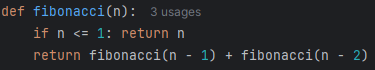 def fibonacci(n):  3 usages
    if n <= 1: return n
    return fibonacci(n - 1) + fibonacci(n - 2)